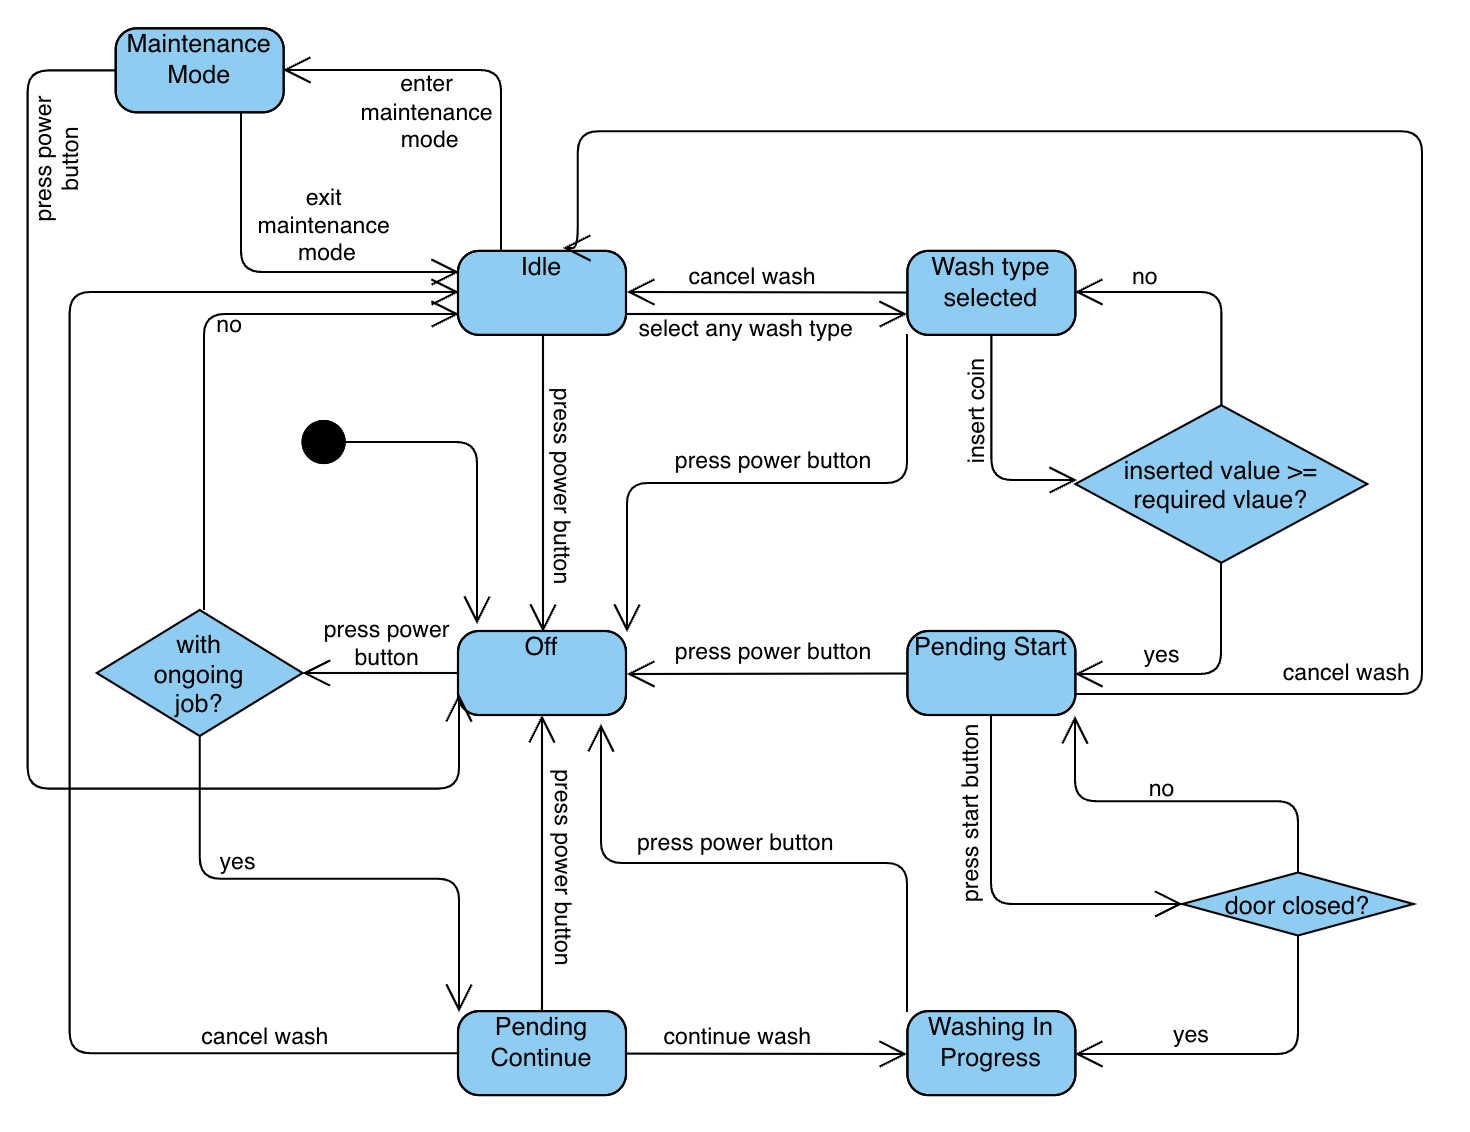 Maintenance
Mode
enter
maintenance
mode
press power
button
exit
maintenance
mode
Idle
cancel wash
select any wash type
Wash type
selected
no
no
insert coin
press power button
press power button
inserted value >=
required vlaue?
with
ongoing
job?
press power
button
Off
press power button
Pending Start
yes
cancel wash
press start button
no
press power button
press power button
yes
door closed?
cancel wash
Pending
Continue
continue wash
Washing In
Progress
yes